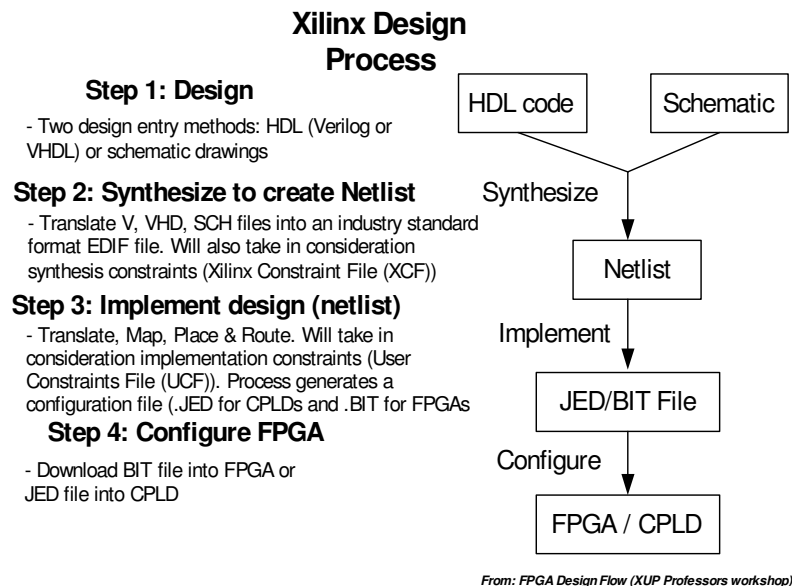 Xilinx Design
Process
Step 1: Design
- Two design entry methods: HDL (Verilog or
VHDL) or schematic drawings
Step 2: Synthesize to create Netlist
- Translate V, VHD, SCH files into an industry standard
format EDIF file. Will also take in consideration
synthesis constraints (Xilinx Constraint File (XCF))
Step 3: Implement design (netlist)
- Translate, Map, Place & Route. Will take in
consideration implementation constraints (User
Constraints File (UCF)). Process generates a
configuration file (.JED for CPLDs and .BIT for FPGAs
Step 4: Configure FPGA
- Download BIT file into FPGA or
JED file into CPLD
HDL code
Schematic
Synthesize
Netlist
Implement
JED/BIT File
Configure
FPGA / CPLD
From: FPGA Design Flow (XUP Professors workshop)